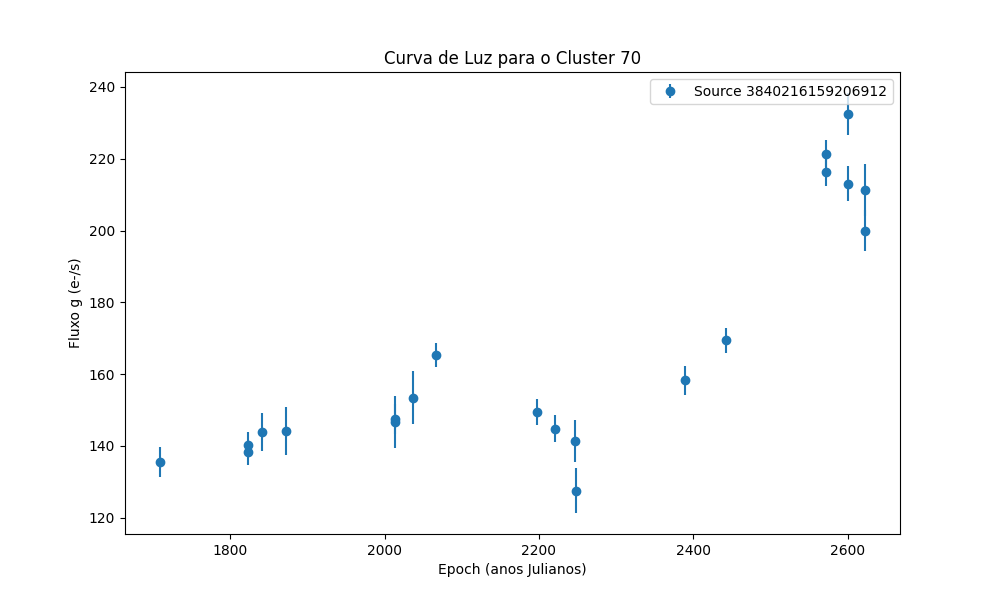 Curva de Luz para o Cluster 70
Source 3840216159206912
Fluxo g (e-/s)
240
220
200
180
160
140
120
1800 2000 2200 2400 2600
Epoch (anos Julianos)